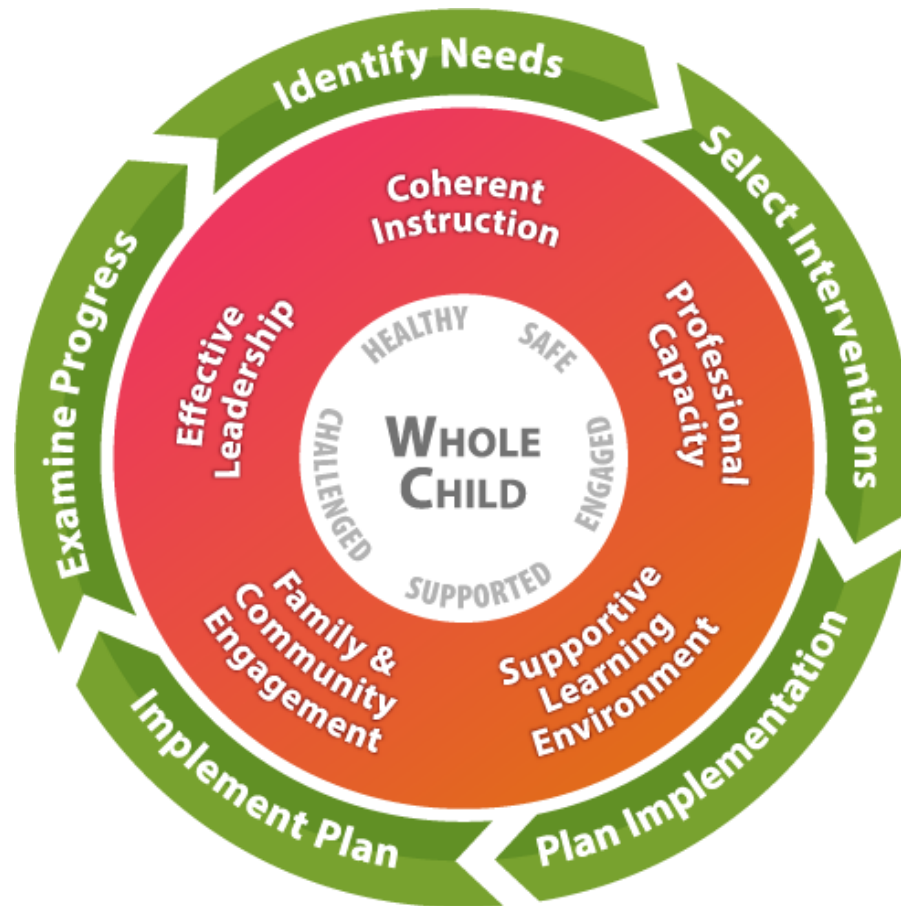 Identify Needs
Select Interventions
Plan Implementation
Implement Plan
Examine Progress
Coherent
Instruction
Professional
Capacity
Supportive
Learning
Environment
Family &
Community
Engagement
Effective
Leadership
HEALTHY
SAFE
ENGAGED
SUPPORTED
CHALLENGED
WHOLE
CHILD